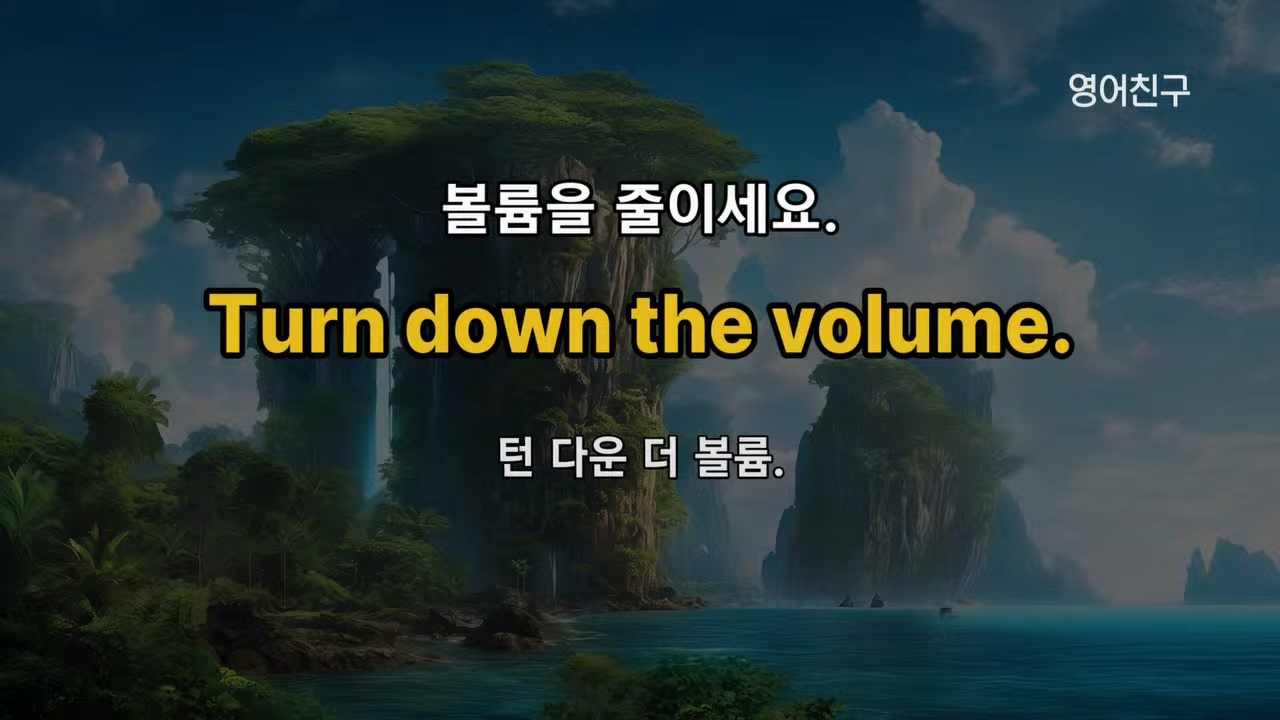 영어친구
볼륨을 줄이세요.
Turn down the volume.
턴 다운 더 볼륨.